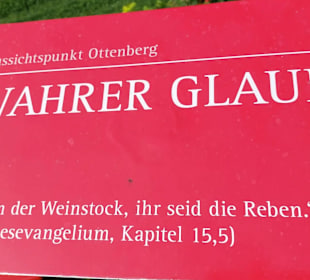 ssichtspunkt Ottenberg
WAHRER GLAU
n der Weinstock, ihr seid die Reben.“
esevangelium, Kapitel 15,5)